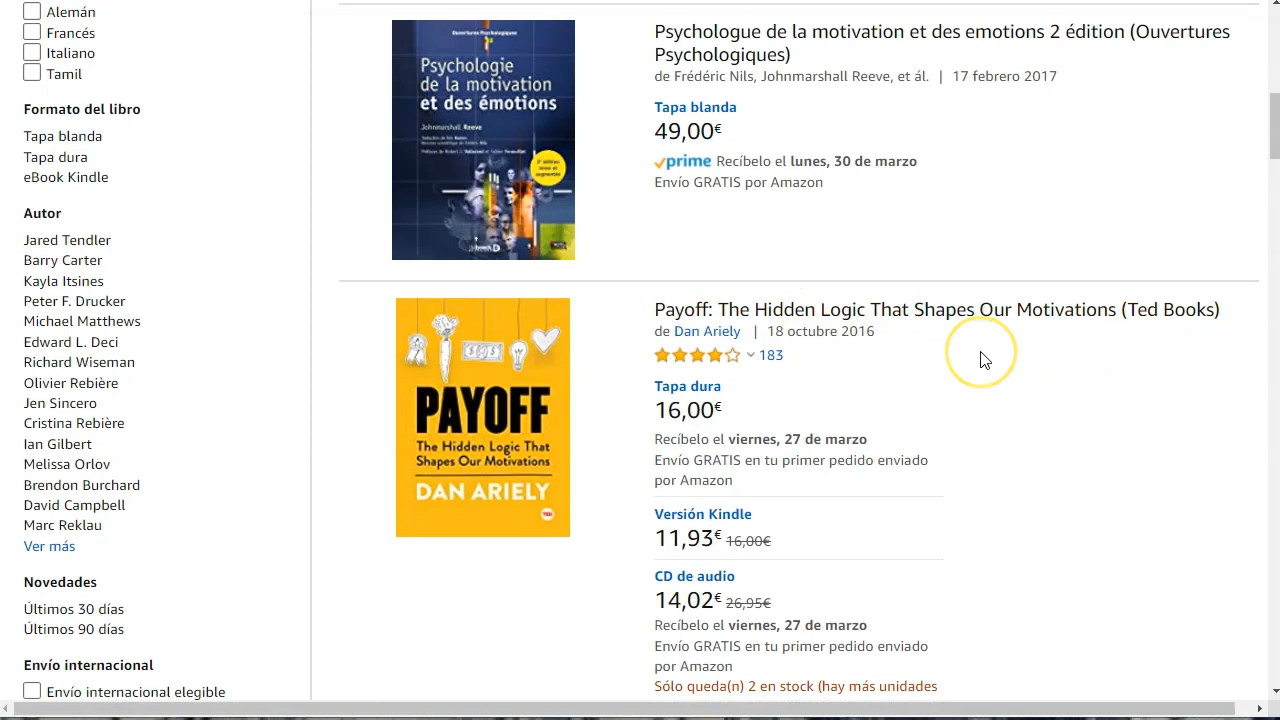 Alemán
Francés
Tamil
Formato del libro
Tapa blanda
Tapa dura
eBook Kindle
Autor
Jared Tendler
Barry Carter
Kayla Itsines
Peter F. Drucker
Michael Matthews
Edward L. Deci
Richard Wiseman
Olivier Rebière
Jen Sincero
Cristina Rebière
Ian Gilbert
Melissa Orlov
Brendon Burchard
David Campbell
Marc Reklau
Ver más
Novedades
Últimos 30 días
Últimos 90 días
Envío internacional
Envío internacional elegible
Ouvertures Psychologiques
Psychologie
de la motivation
et des émotions
Johnmarshall Reeve
Psychologue de la motivation et des emotions 2 édition (Ouvertures
Psychologiques)
de Frédéric Nils, Johnmarshall Reeve, et ál. | 17 febrero 2017
Tapa blanda
49,00€
prime Recíbelo el lunes, 30 de marzo
Envío GRATIS por Amazon
PAYOFF
The Hidden Logic That
Shapes Our Motivations
DAN ARIELY
TED
Payoff: The Hidden Logic That Shapes Our Motivations (Ted Books)
de Dan Ariely | 18 octubre 2016
183
Tapa dura
16,00€
Recíbelo el viernes, 27 de marzo
Envío GRATIS en tu primer pedido enviado
por Amazon
Versión Kindle
11,93€ 16,00€
CD de audio
14,02€ 26,95€
Recíbelo el viernes, 27 de marzo
Envío GRATIS en tu primer pedido enviado
por Amazon
Sólo queda(n) 2 en stock (hay más unidades